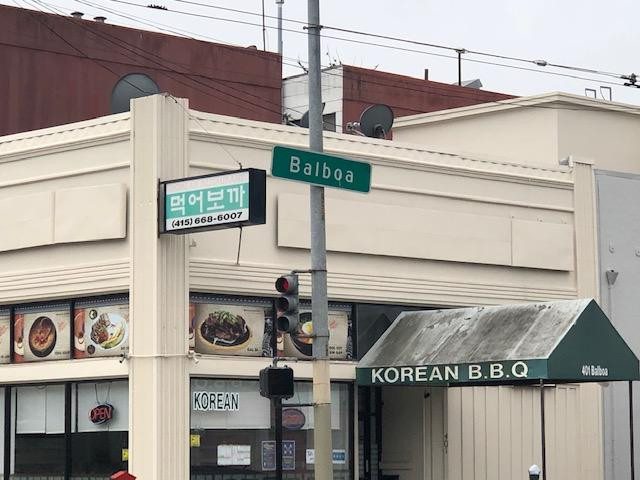 Balboa
먹어보까
(415) 668-6007
KOREAN B.B.Q
401 Balboa
OPEN
KOREAN